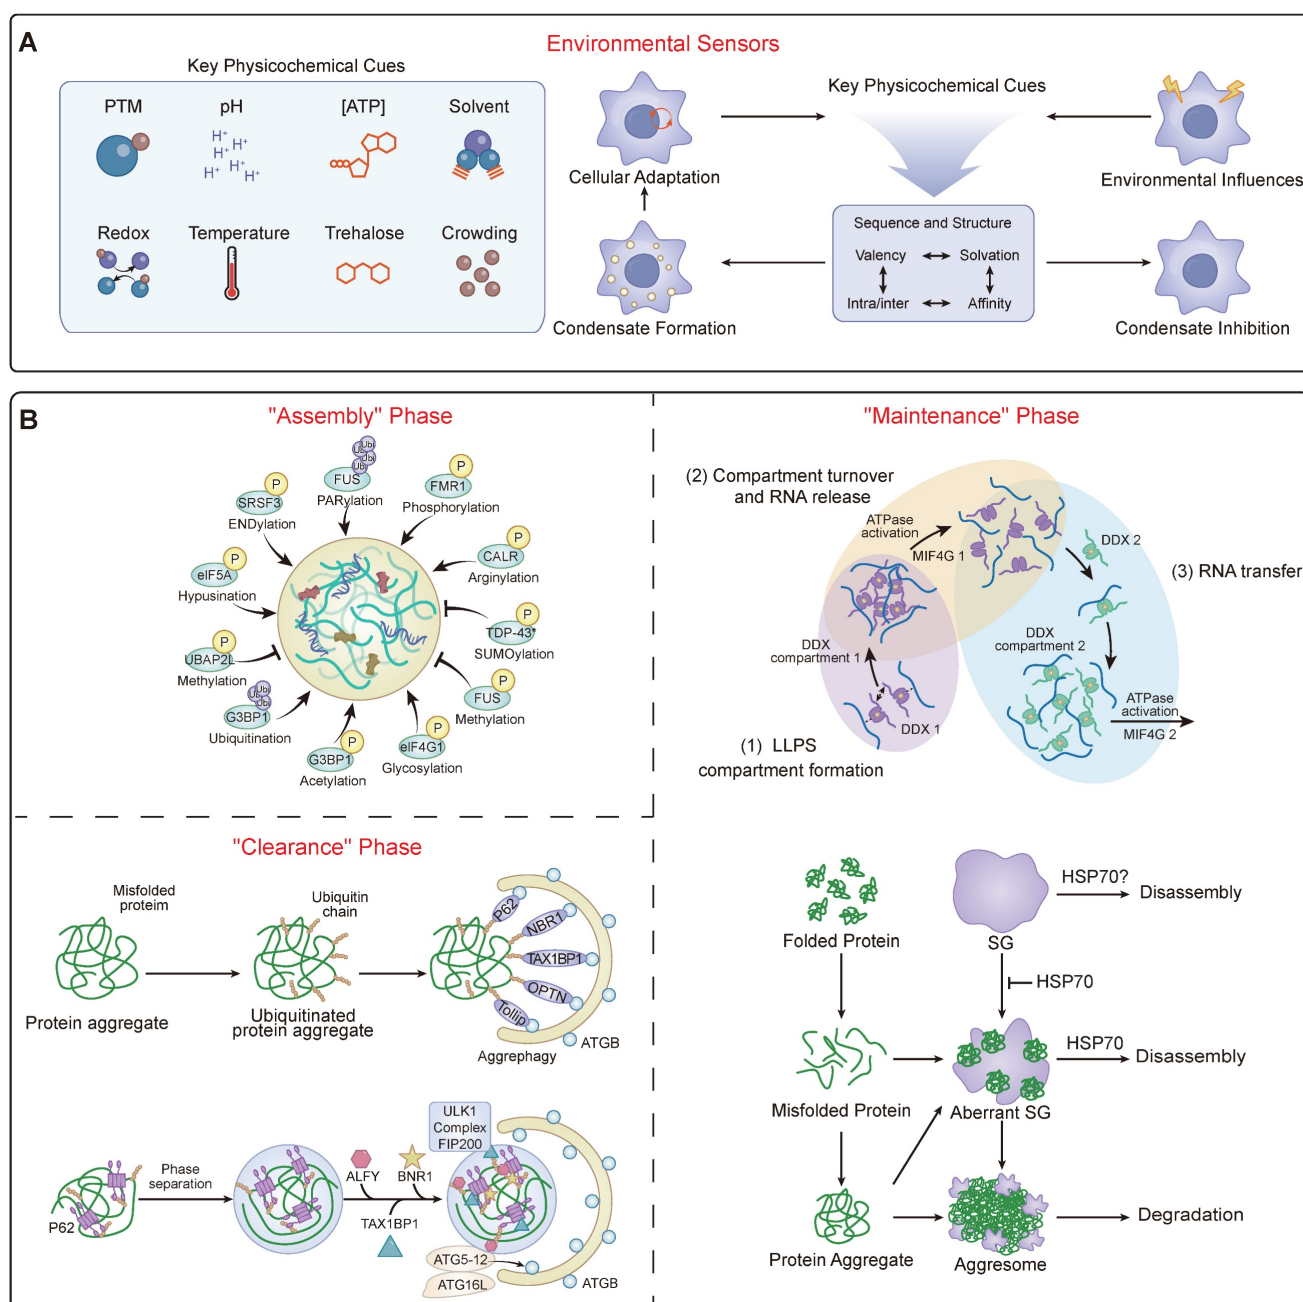 A
Environmental Sensors
Key Physicochemical Cues
PTM
pH
[ATP]
Solvent
H⁺
H⁺
H⁺
H⁺
H⁺
H⁺
H⁺
Redox
Temperature
Trehalose
Crowding
Cellular Adaptation
Condensate Formation
Key Physicochemical Cues
Sequence and Structure
Valency
Solvation
Intra/inter
Affinity
Environmental Influences
Condensate Inhibition
B
"Assembly" Phase
Ubi
Ubi
Ubi
Ubi
FUS
PARylation
P
SRSF3
ENDylation
P
FMR1
Phosphorylation
P
CALR
Arginylation
P
eIF5A
Hypusination
P
TDP-43*
SUMOylation
P
UBAP2L
Methylation
P
FUS
Methylation
Ubi
Ubi
G3BP1
Ubiquitination
P
G3BP1
Acetylation
P
eIF4G1
Glycosylation
"Maintenance" Phase
(2) Compartment turnover
and RNA release
ATPase
activation
MIF4G 1
DDX 2
(3) RNA transfer
DDX
compartment 1
DDX
compartment 2
ATPase
activation
MIF4G 2
DDX 1
(1) LLPS
compartment formation
"Clearance" Phase
Misfolded
protiem
Protein aggregate
Ubiquitin
chain
Ubiquitinated
protein aggregate
P62
NBR1
TAX1BP1
OPTN
Tollip
Aggrephagy
ATGB
P62
Phase
separation
ALFY
BNR1
TAX1BP1
ULK1
Complex
FIP200
ATG5-12
ATG16L
ATGB
Folded Protein
SG
HSP70?
Disassembly
HSP70
Misfolded Protein
Aberrant SG
HSP70
Disassembly
Protein Aggregate
Aggresome
Degradation